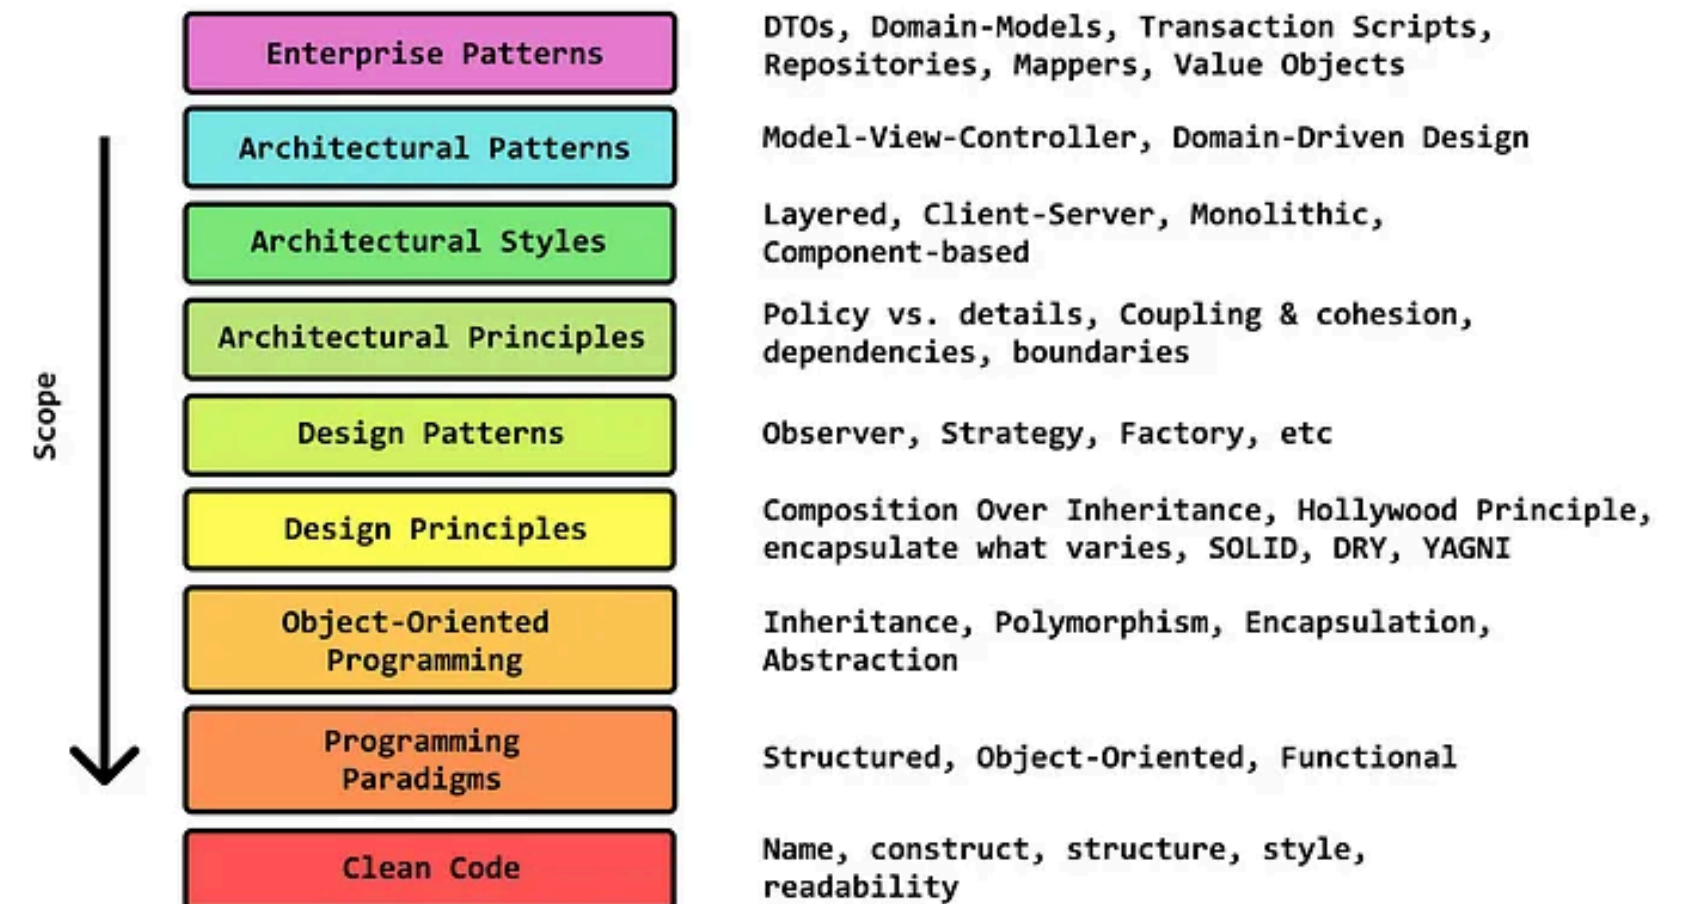 Enterprise Patterns
DTOs, Domain-Models, Transaction Scripts,
Repositories, Mappers, Value Objects
Architectural Patterns
Model-View-Controller, Domain-Driven Design
Architectural Styles
Layered, Client-Server, Monolithic,
Component-based
Architectural Principles
Policy vs. details, Coupling & cohesion,
dependencies, boundaries
Scope
Design Patterns
Observer, Strategy, Factory, etc
Design Principles
Composition Over Inheritance, Hollywood Principle,
encapsulate what varies, SOLID, DRY, YAGNI
Object-Oriented
Programming
Inheritance, Polymorphism, Encapsulation,
Abstraction
Programming
Paradigms
Structured, Object-Oriented, Functional
Clean Code
Name, construct, structure, style,
readability